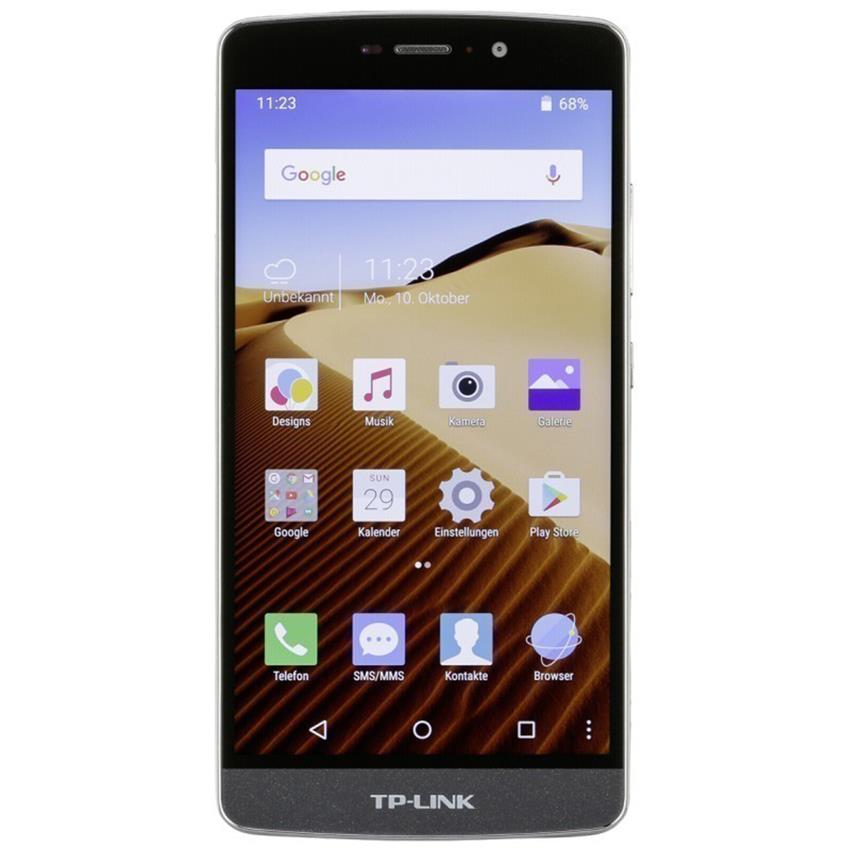 11:23 68%
Google
11:23
Unbekannt Mo., 10. Oktober
Designs Musik Kamera Galerie
SUN
29
Google Kalender Einstellungen Play Store
Telefon SMS/MMS Kontakte Browser
TP-LINK